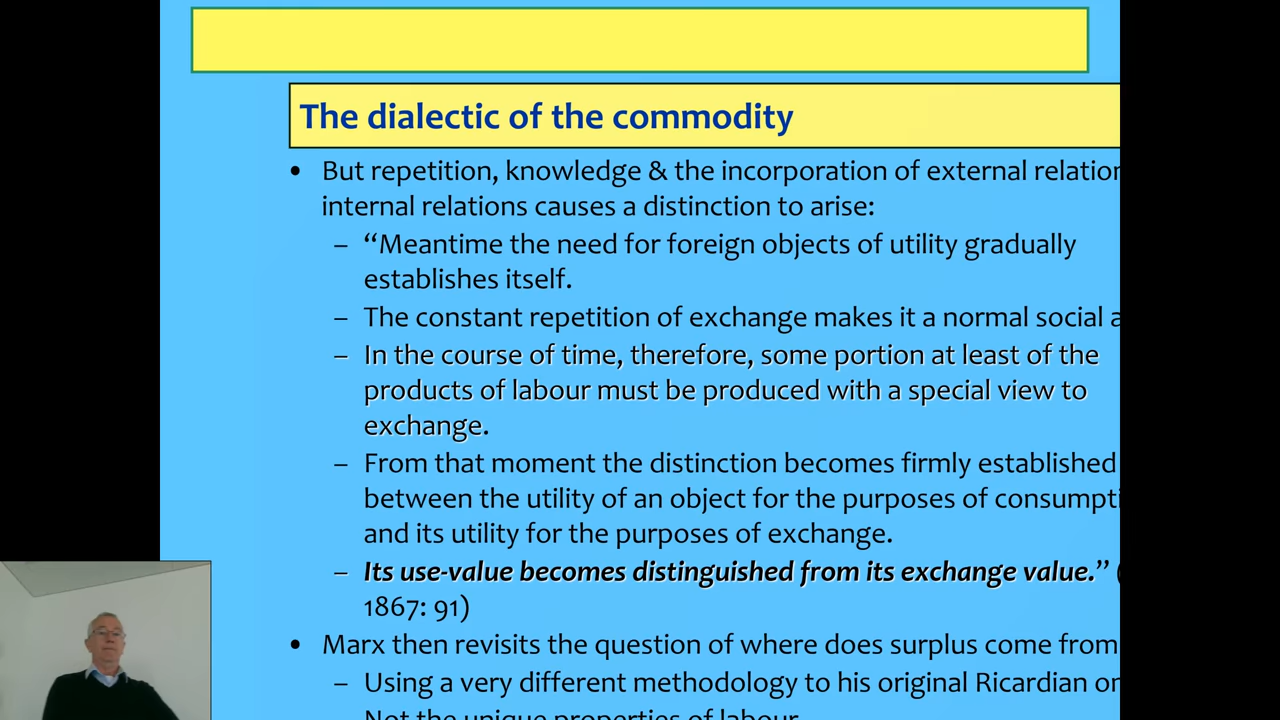 The dialectic of the commodity
• But repetition, knowledge & the incorporation of external
internal relations causes a distinction to arise:
– “Meantime the need for foreign objects of utility gradually
establishes itself.
– The constant repetition of exchange makes it a normal social
– In the course of time, therefore, some portion at least of the
products of labour must be produced with a special view to
exchange.
– From that moment the distinction becomes firmly established
between the utility of an object for the purposes of
and its utility for the purposes of exchange.
– Its use-value becomes distinguished from its exchange value.”
1867: 91)
• Marx then revisits the question of where does surplus come from
– Using a very different methodology to his original Ricardian
Not the unique properties of labour